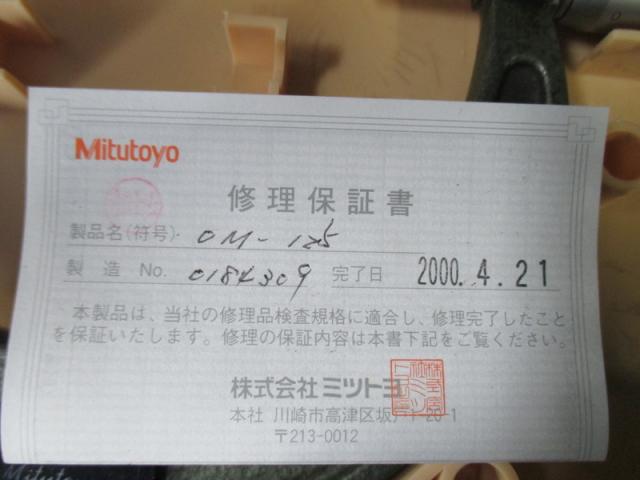 Mitutoyo
修理保証書
製品名(符号) OM-125
製造 No. 0184309 完了日 2000.4.21
本製品は、当社の修理品検査規格に適合し、修理完了したこと
を保証いたします。修理の保証内容は本書下記をご覧ください。
株式会社ミツトヨ
本社 川崎市高津区坂戸1-20-1
〒213-0012
Mitutoyo